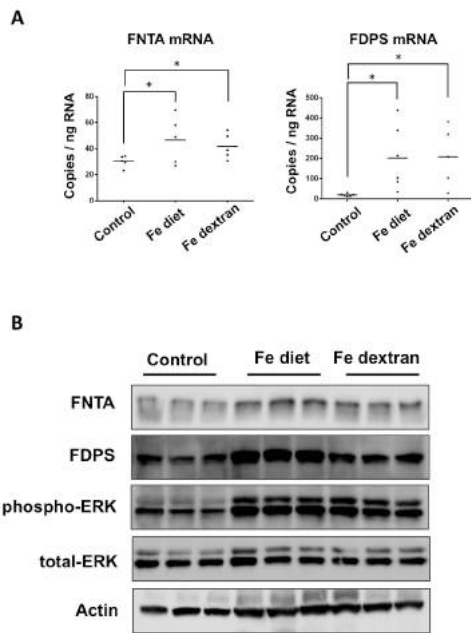 A
FNTA mRNA
FDPS mRNA
*
*
*
*
Copies / ng RNA
80
60
40
20
0
Control
Fe diet
Fe dextran
Copies / ng RNA
500
400
300
200
100
0
Control
Fe diet
Fe dextran
B
Control Fe diet Fe dextran
FNTA
FDPS
phospho-ERK
total-ERK
Actin